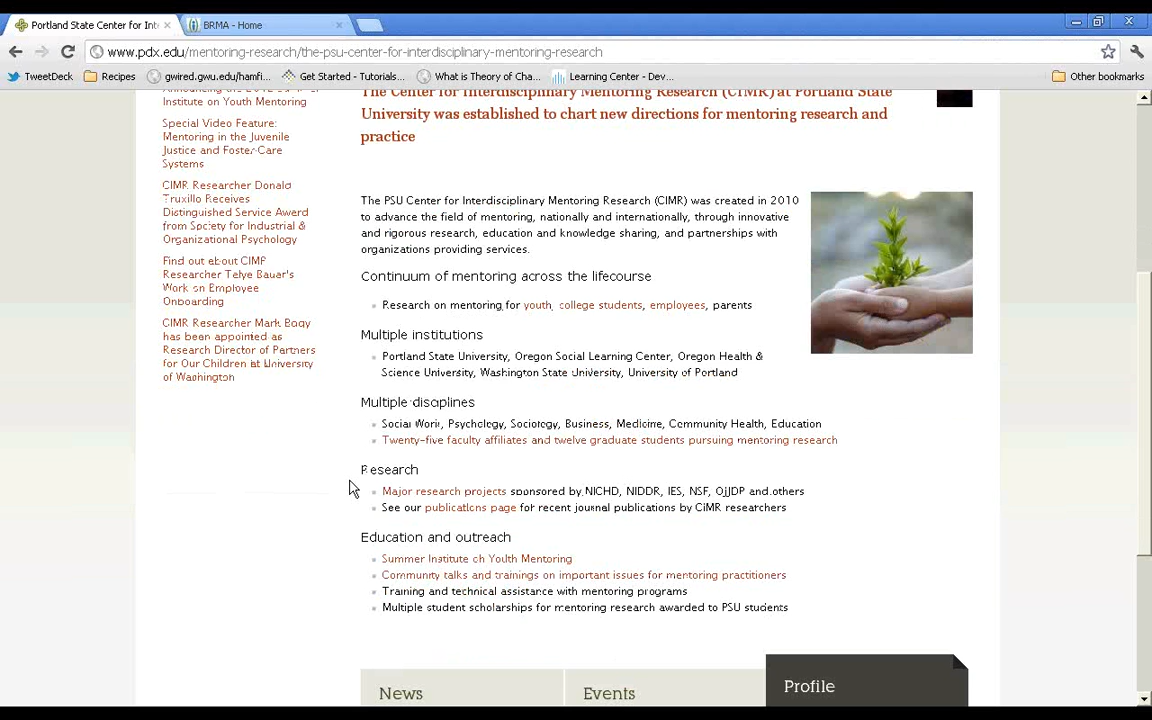 Portland State Center for Inte
BRMA - Home
www.pdx.edu/mentoring-research/the-psu-center-for-interdisciplinary-mentoring-research
TweetDeck
Recipes
gwired.gwu.edu/hamfi...
Get Started - Tutorials...
What is Theory of Cha...
Learning Center - Dev...
Other bookmarks
Institute on Youth Mentoring
Special Video Feature:
Mentoring in the Juvenile
Justice and Foster Care
Systems
CIMR Researcher Donald
Truxillo Receives
Distinguished Service Award
from Society for Industrial &
Organizational Psychology
Find out about CIMR
Researcher Talya Bauer's
Work on Employee
Onboarding
CIMR Researcher Mark Eddy
has been appointed as
Research Director of Partners
for Our Children at University
of Washington
The Center for Interdisciplinary Mentoring Research (CIMR) at Portland State
University was established to chart new directions for mentoring research and
practice
The PSU Center for Interdisciplinary Mentoring Research (CIMR) was created in 2010
to advance the field of mentoring, nationally and internationally, through innovative
and rigorous research, education and knowledge sharing, and partnerships with
organizations providing services.
Continuum of mentoring across the lifecourse
Research on mentoring for youth, college students, employees, parents
Multiple institutions
Portland State University, Oregon Social Learning Center, Oregon Health &
Science University, Washington State University, University of Portland
Multiple disciplines
Social Work, Psychology, Sociology, Business, Medicine, Community Health, Education
Twenty-five faculty affiliates and twelve graduate students pursuing mentoring research
Research
Major research projects sponsored by NICHD, NIDDR, IES, NSF, OJJDP and others
See our publications page for recent journal publications by CIMR researchers
Education and outreach
Summer Institute on Youth Mentoring
Community talks and trainings on important issues for mentoring practitioners
Training and technical assistance with mentoring programs
Multiple student scholarships for mentoring research awarded to PSU students
News
Events
Profile